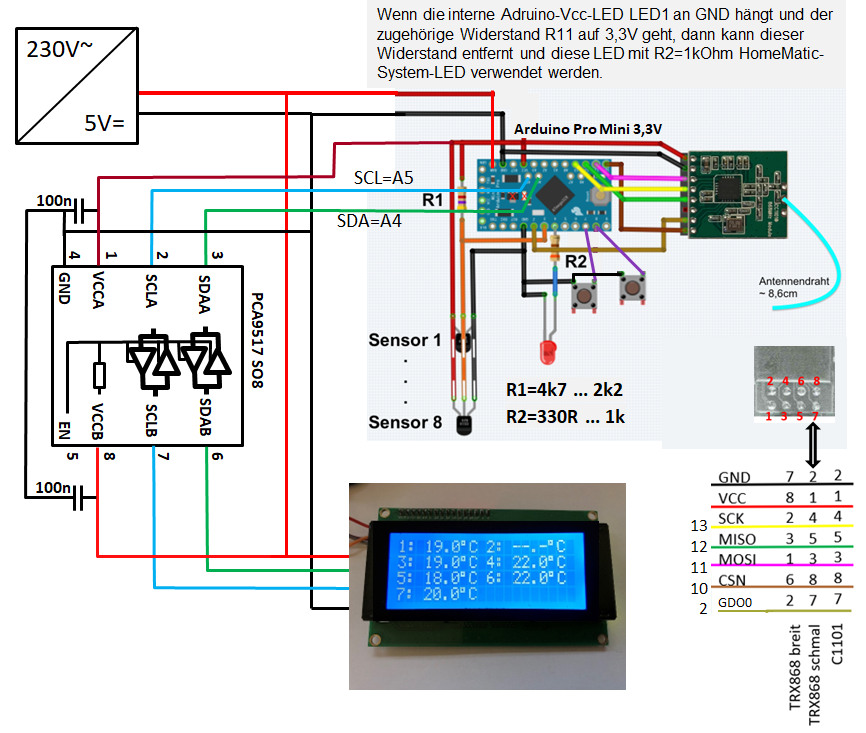 Wenn die interne Adruino-Vcc-LED LED1 an GND hängt und der
zugehörige Widerstand R11 auf 3,3V geht, dann kann dieser
Widerstand entfernt und diese LED mit R2=1kOhm HomeMatic-
System-LED verwendet werden.
230V~
5V=
Arduino Pro Mini 3,3V
SCL=A5
R1
SDA=A4
100n
R2
4 1 2 3
GND VCCA SCLA SDAA
PCA9517 SO8
EN VCCB SCLB SDAB
5 8 7 6
100n
Antennendraht
~ 8,6cm
Sensor 1
Sensor 8
R1=4k7 ... 2k2
R2=330R ... 1k
2 4 6 8
1 3 5 7
GND 7 2 2
VCC 8 1 1
13 SCK 2 4 4
12 MISO 3 5 5
11 MOSI 1 3 3
10 CSN 6 8 8
2 GDO0 2 7 7
TRX868 breit
TRX868 schmal
C1101
1: 19.0°C 2: --.-°C
3: 19.0°C 4: 22.0°C
5: 18.0°C 6: 22.0°C
7: 20.0°C